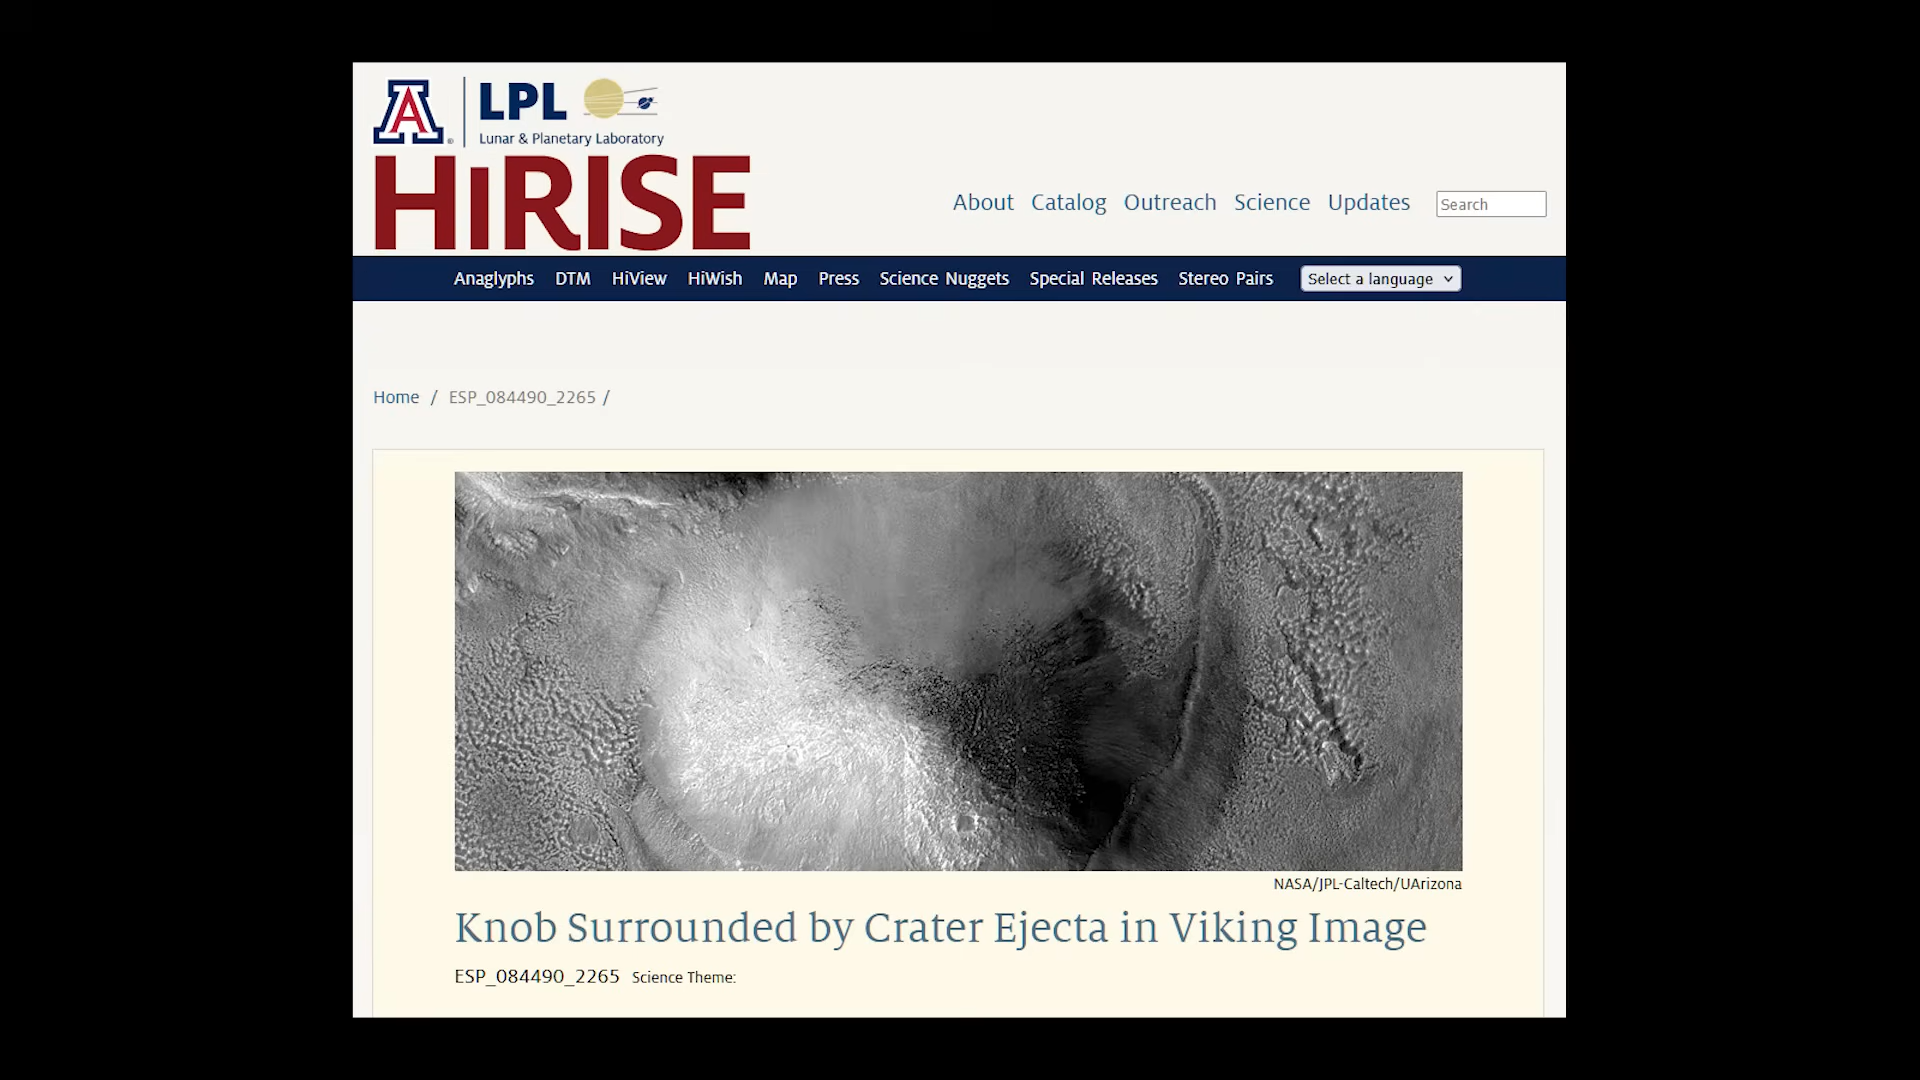 A ® LPL
Lunar & Planetary Laboratory
HiRISE
About Catalog Outreach Science Updates Search
Anaglyphs DTM HiView HiWish Map Press Science Nuggets Special Releases Stereo Pairs Select a language
Home / ESP_084490_2265 /
NASA/JPL-Caltech/UArizona
Knob Surrounded by Crater Ejecta in Viking Image
ESP_084490_2265 Science Theme: